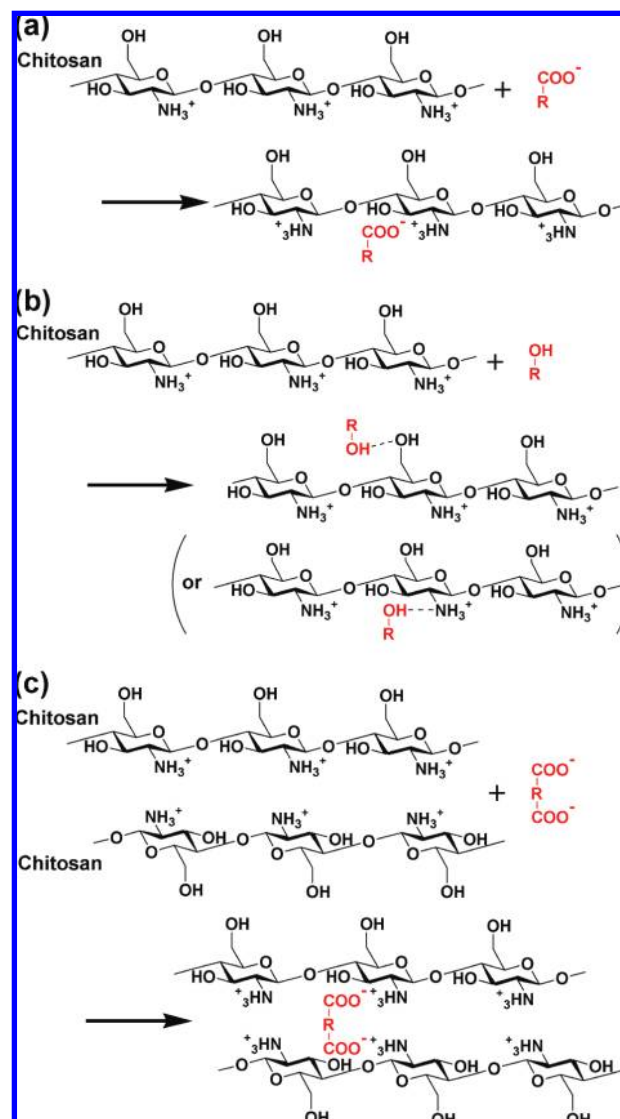 (a)
OH OH OH
Chitosan
O O O O O O
HO HO HO
NH3+ NH3+ NH3+
+
COO-
R
OH OH OH
O O O O O O
HO HO HO
+3HN +3HN +3HN
COO-
R
(b)
OH OH OH
Chitosan
O O O O O O
HO HO HO
NH3+ NH3+ NH3+
+
OH
R
R
OH OH OH OH
O O O O O O
HO HO HO
NH3+ NH3+ NH3+
or
OH OH OH
O O O O O O
HO HO HO
NH3+ NH3+ NH3+
OH
R
(c)
OH OH OH
Chitosan
O O O O O O
HO HO HO
NH3+ NH3+ NH3+
+
COO-
R
COO-
NH3+ NH3+ NH3+
OH OH OH
O O O O O O
Chitosan
OH OH OH
OH OH OH
O O O O O O
HO HO HO
+3HN +3HN +3HN
COO-
R
COO-
+3HN +3HN +3HN
OH OH OH
O O O O O O
OH OH OH